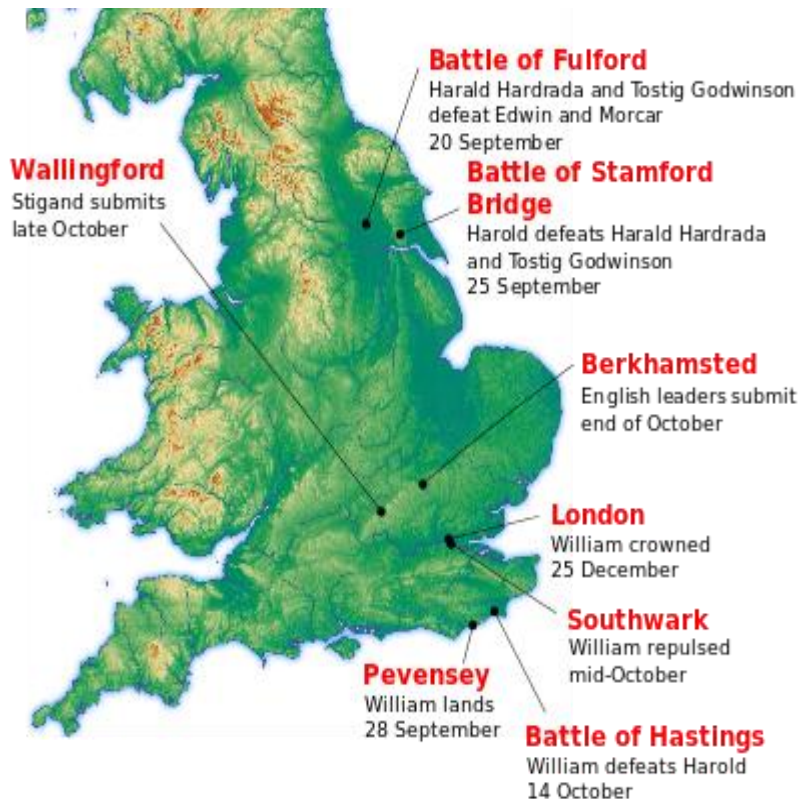 Battle of Fulford
Harald Hardrada and Tostig Godwinson
defeat Edwin and Morcar
20 September
Wallingford
Stigand submits
late October
Battle of Stamford
Bridge
Harold defeats Harald Hardrada
and Tostig Godwinson
25 September
Berkhamsted
English leaders submit
end of October
London
William crowned
25 December
Southwark
William repulsed
mid-October
Pevensey
William lands
28 September
Battle of Hastings
William defeats Harold
14 October